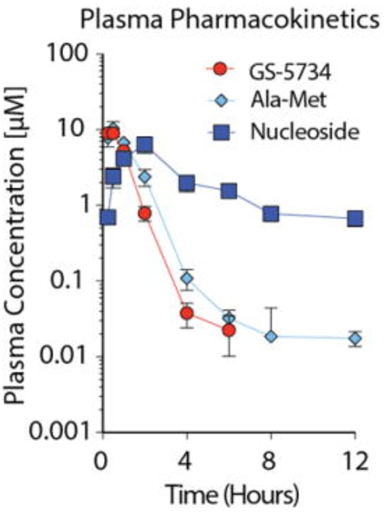 Plasma Pharmacokinetics
100
10
1
0.1
0.01
0.001
Plasma Concentration [µM]
GS-5734
Ala-Met
Nucleoside
0 4 8 12
Time (Hours)